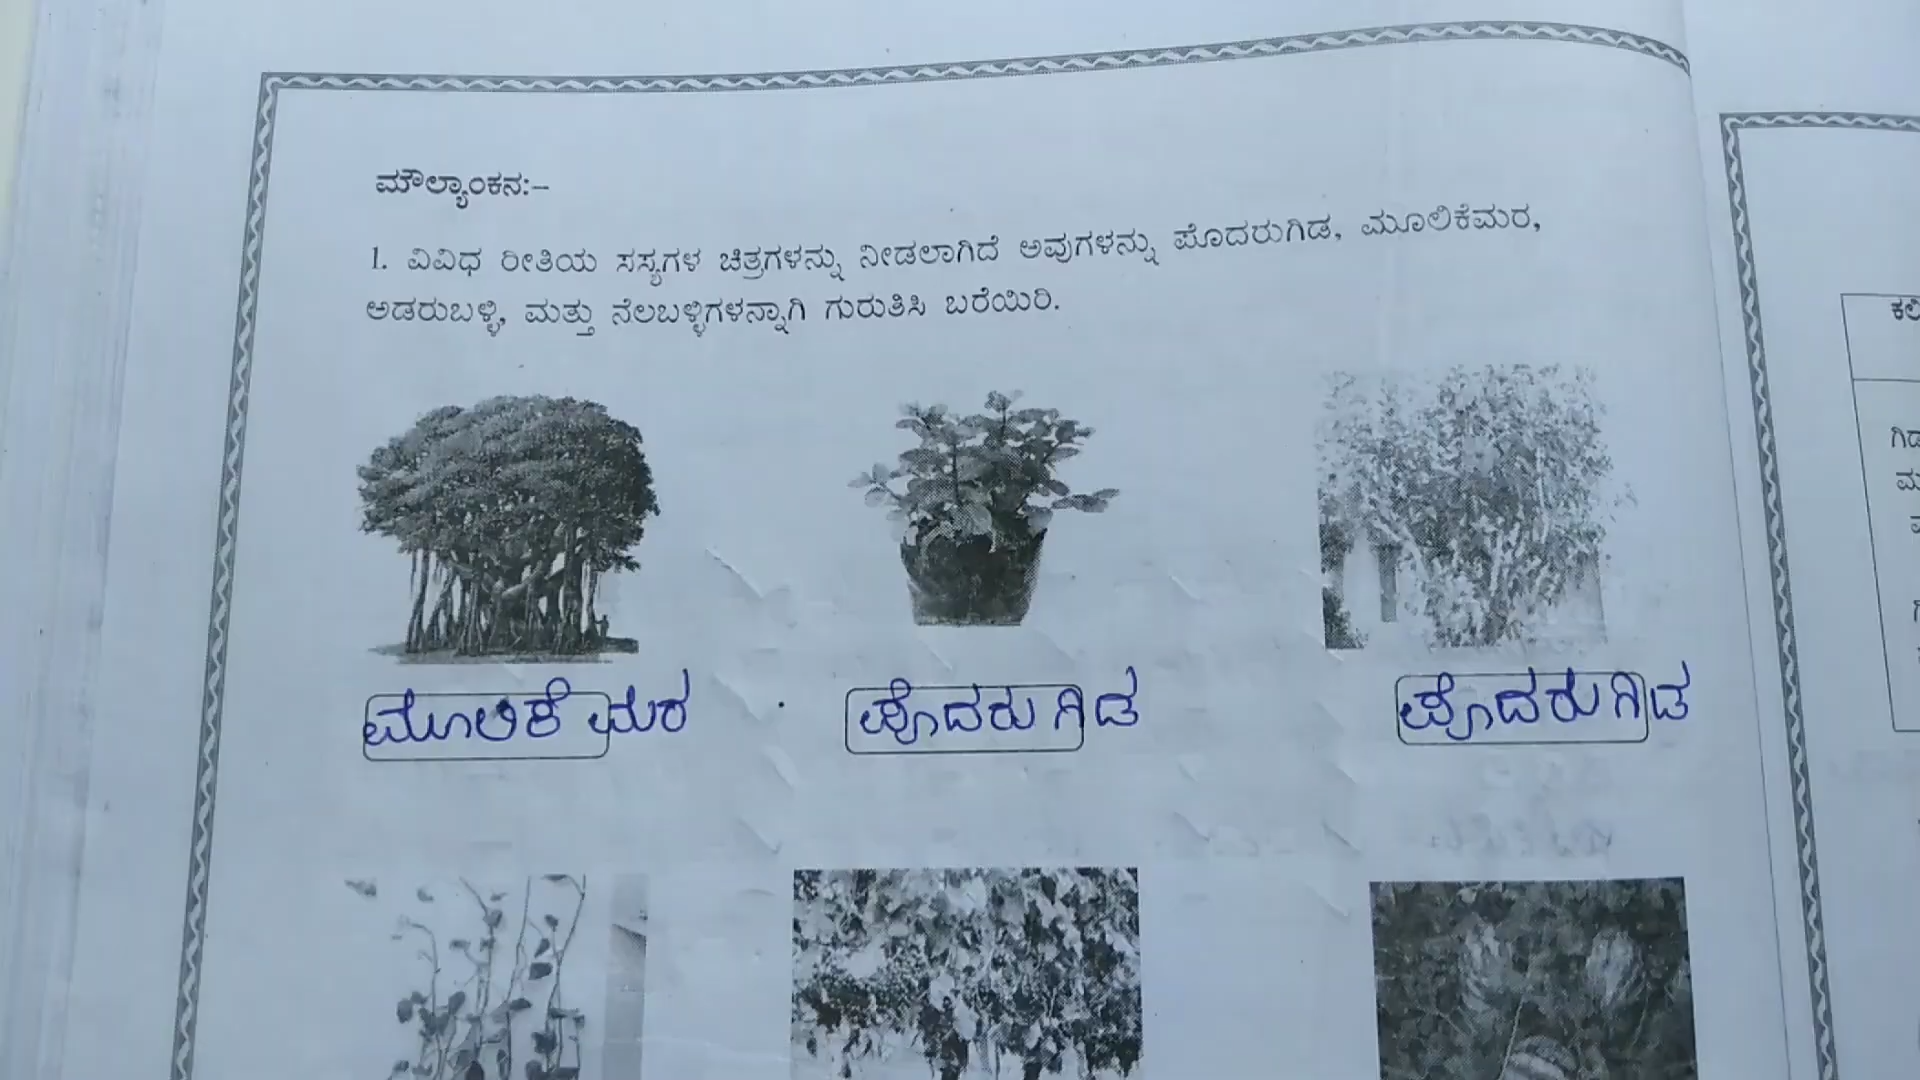 ಮೌಲ್ಯಾಂಕನ:–
1. ವಿವಿಧ ರೀತಿಯ ಸಸ್ಯಗಳ ಚಿತ್ರಗಳನ್ನು ನೀಡಲಾಗಿದೆ ಅವುಗಳನ್ನು ಪೊದರುಗಿಡ, ಮೂಲಿಕೆಮರ,
ಅಡರುಬಳ್ಳಿ, ಮತ್ತು ನೆಲಬಳ್ಳಿಗಳನ್ನಾಗಿ ಗುರುತಿಸಿ ಬರೆಯಿರಿ.
ಮೂಲಿಕೆ ಮರ
ಪೊದರು ಗಿಡ
ಪೊದರು ಗಿಡ